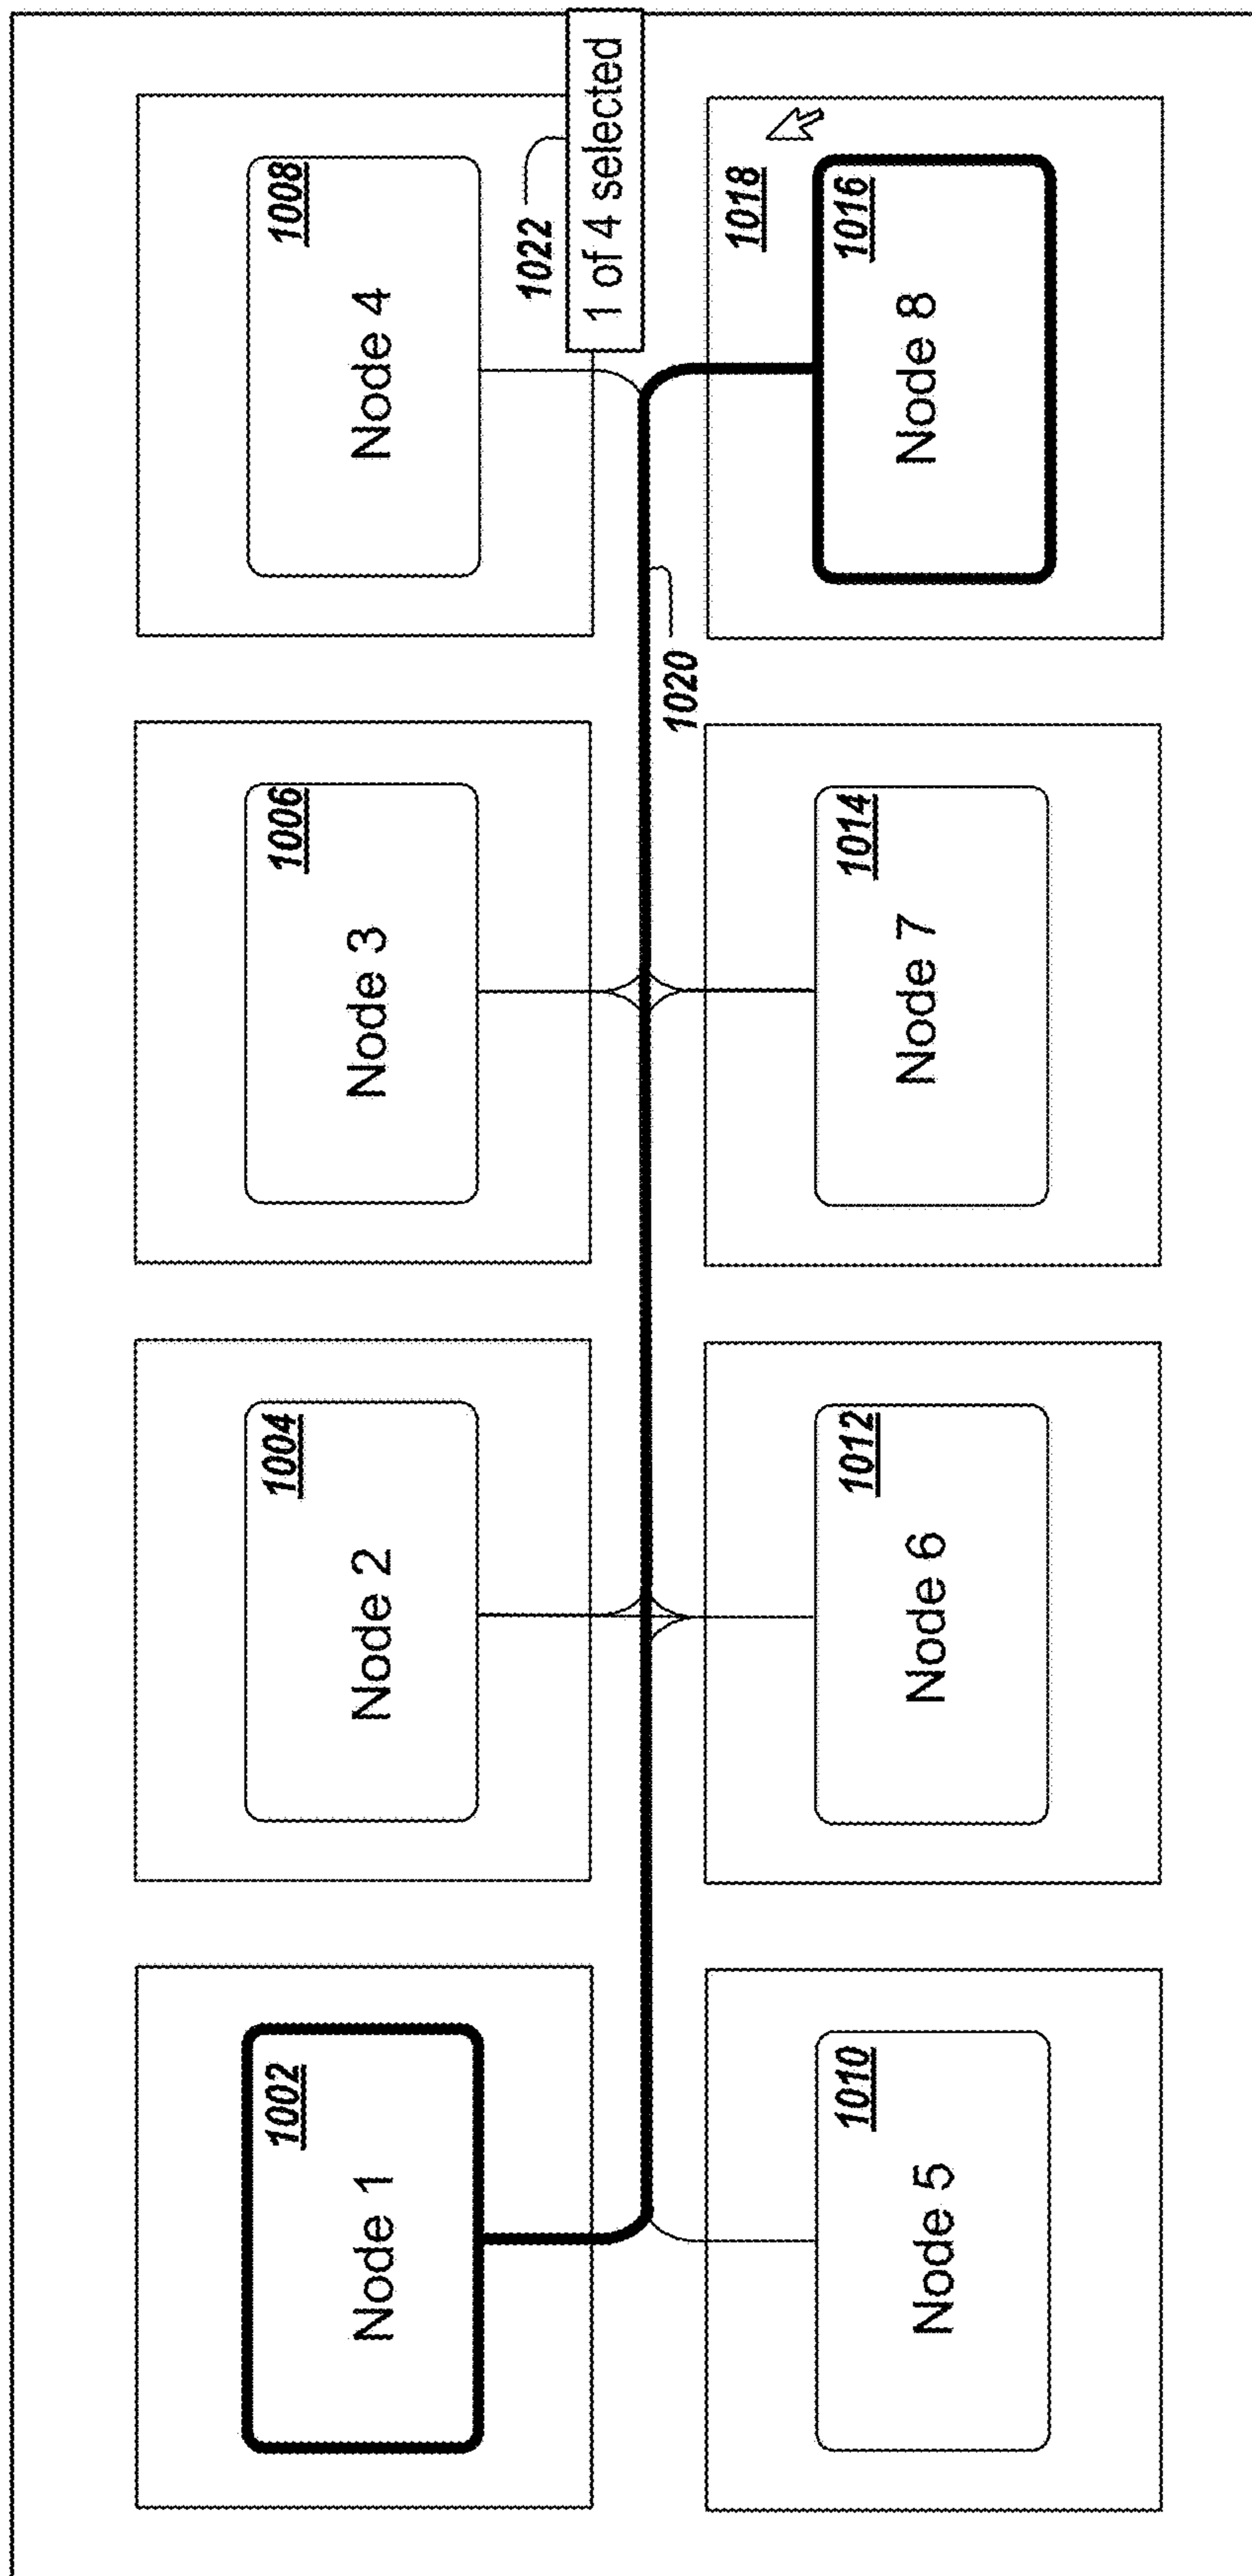 1002
Node 1
1004
Node 2
1006
Node 3
1008
Node 4
1022
1 of 4 selected
1020
1018
1010
Node 5
1012
Node 6
1014
Node 7
1016
Node 8